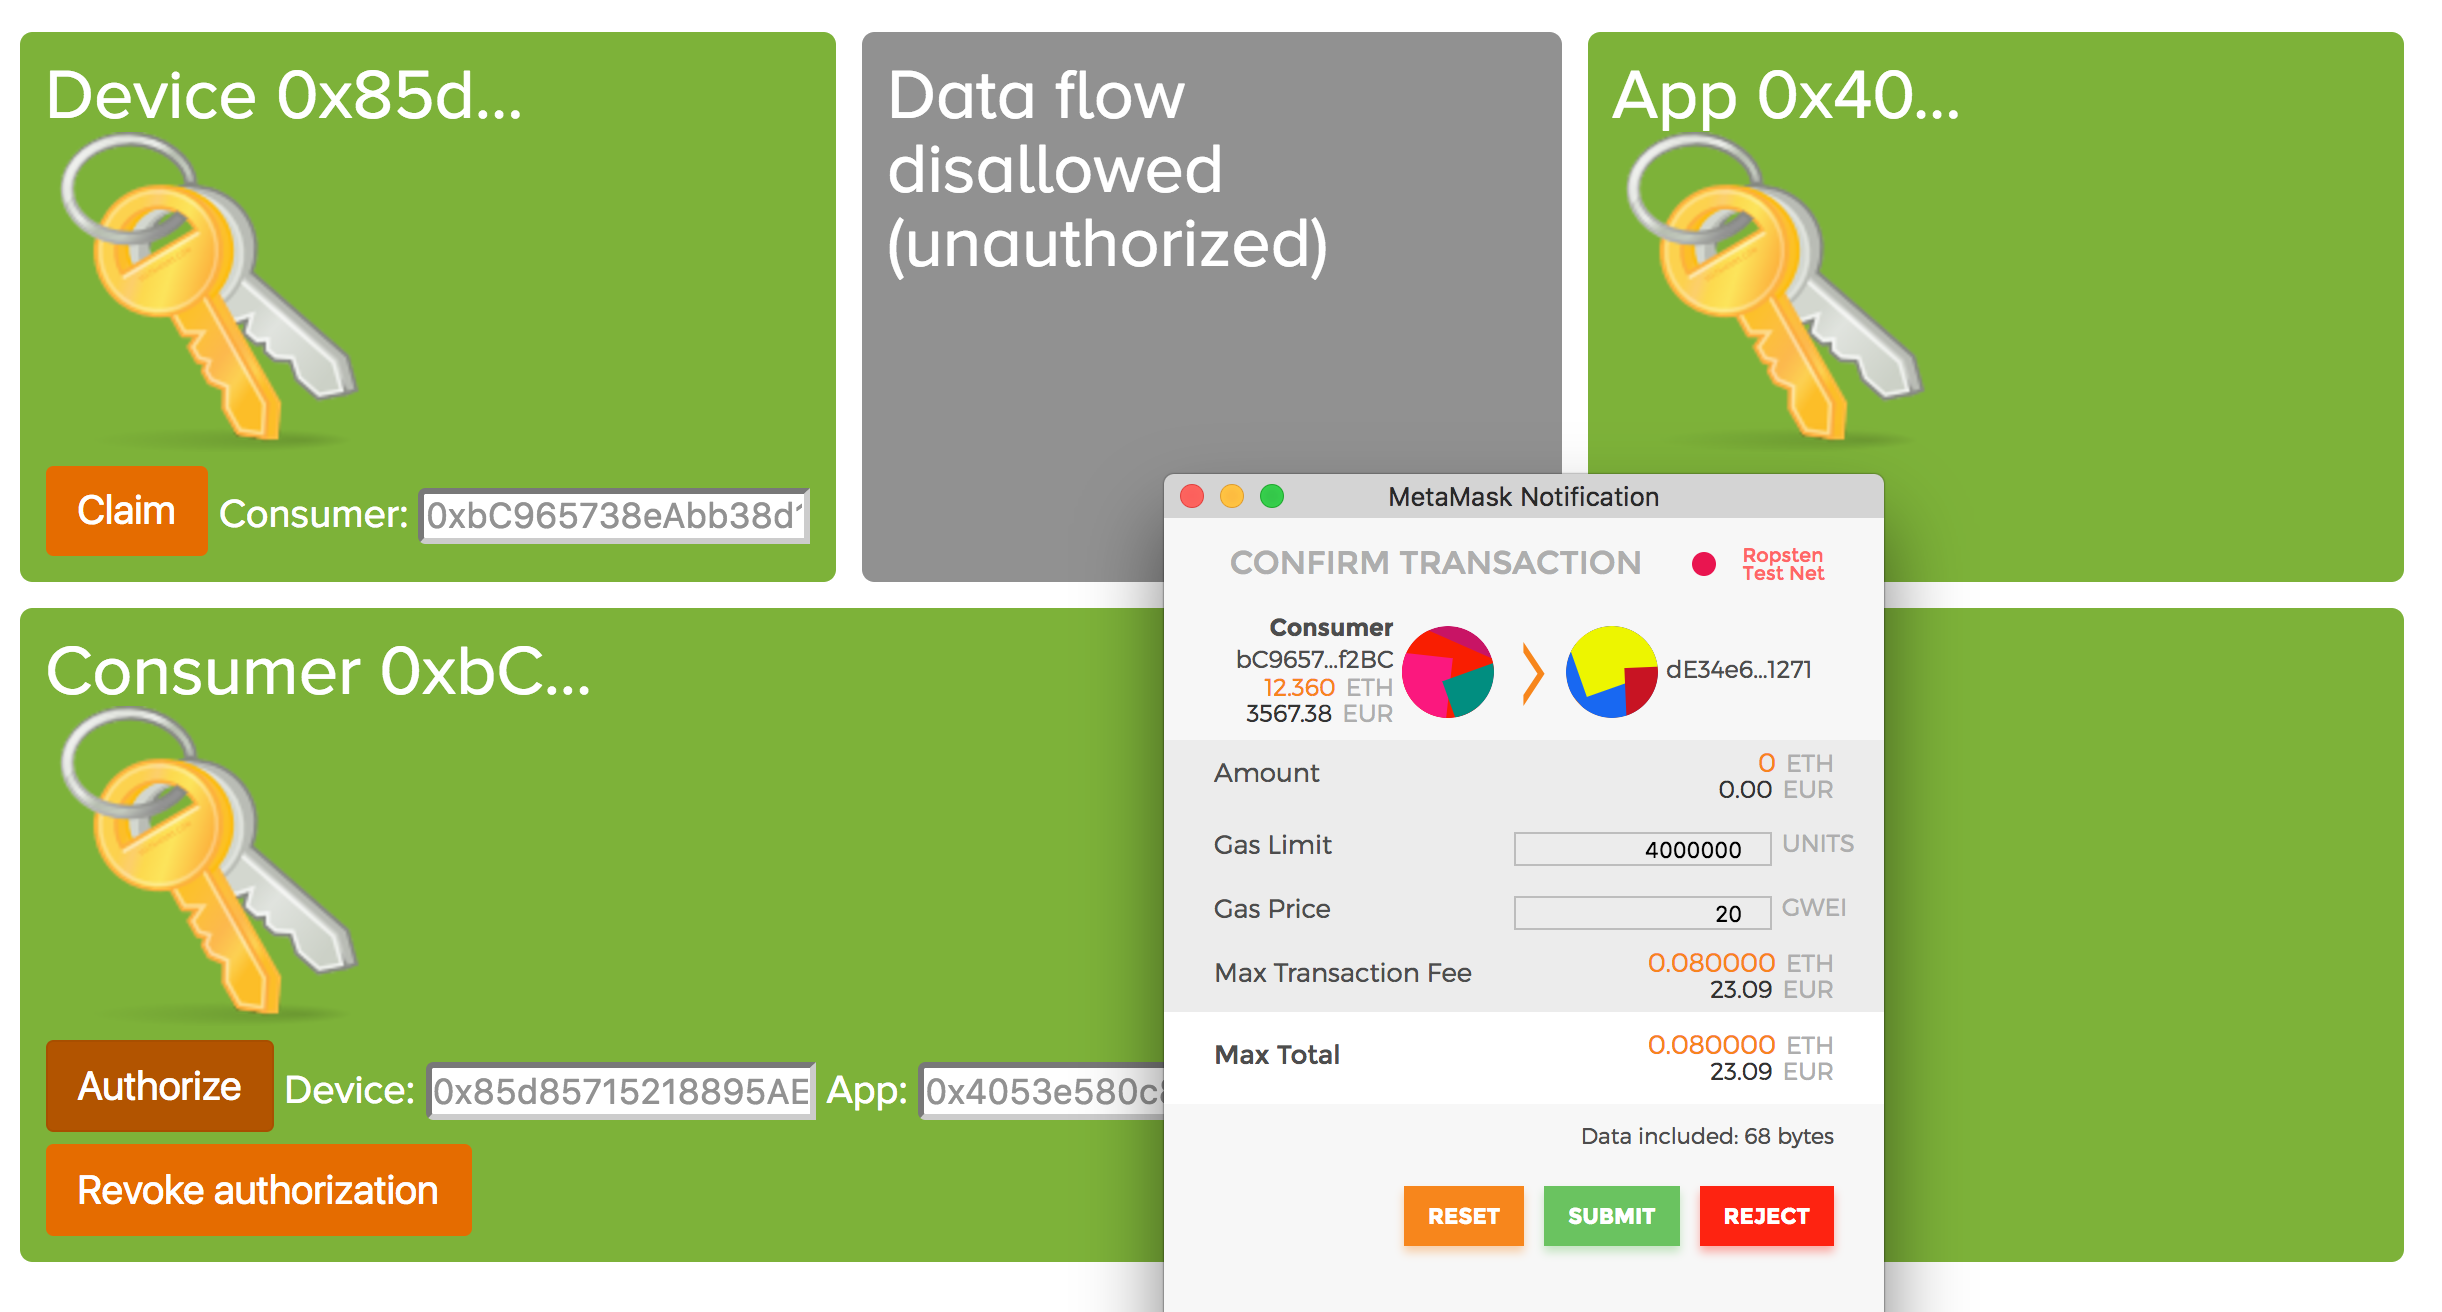 Device 0x85d...
Claim
Consumer:
0xbC965738eAbb38d1
Data flow
disallowed
(unauthorized)
App 0x40...
Consumer 0xbC...
Authorize
Device:
0x85d85715218895AE
App:
0x4053e580c
Revoke authorization
MetaMask Notification
CONFIRM TRANSACTION
Ropsten
Test Net
Consumer
bC9657...f2BC
12.360 ETH
3567.38 EUR
dE34e6...1271
Amount
0 ETH
0.00 EUR
Gas Limit
4000000 UNITS
Gas Price
20 GWEI
Max Transaction Fee
0.080000 ETH
23.09 EUR
Max Total
0.080000 ETH
23.09 EUR
Data included: 68 bytes
RESET
SUBMIT
REJECT